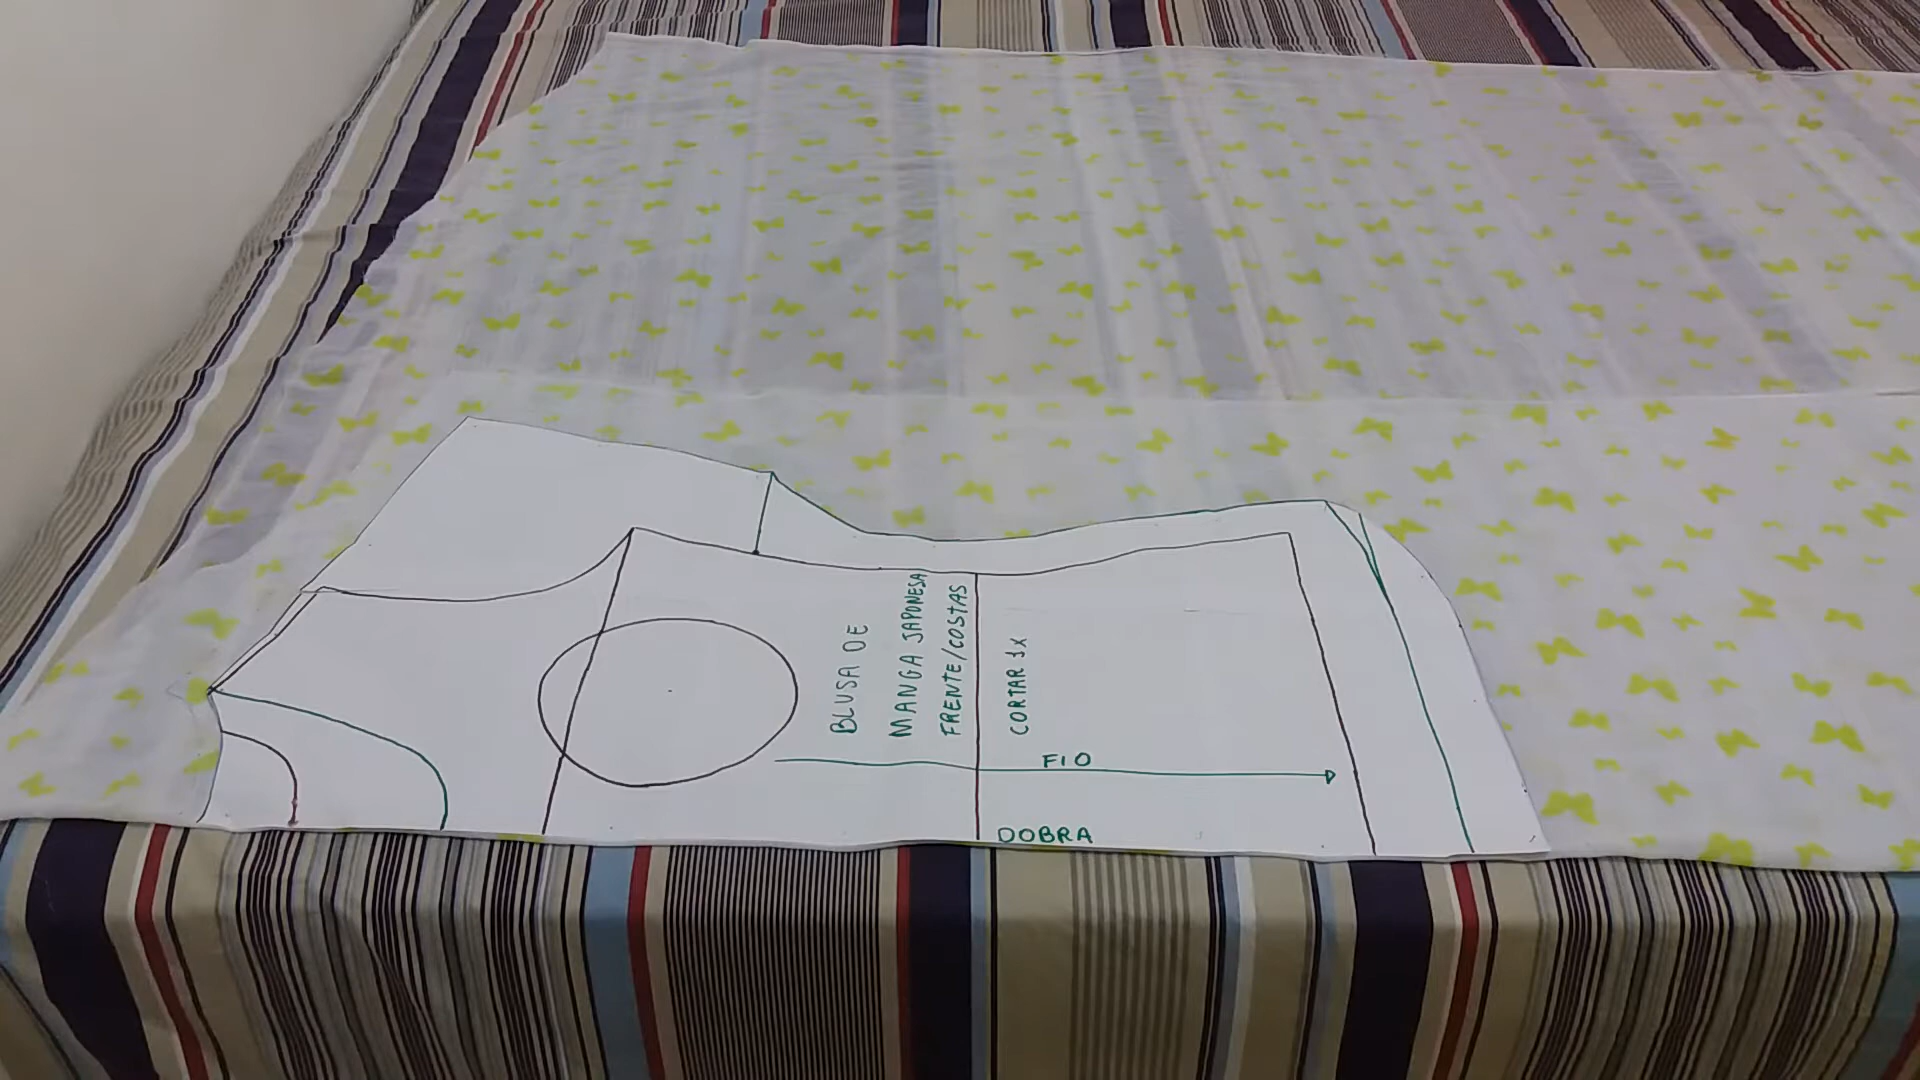 BLUSA DE
MANGA JAPONESA
FRENTE/COSTAS
CORTAR 1X
FIO
DOBRA